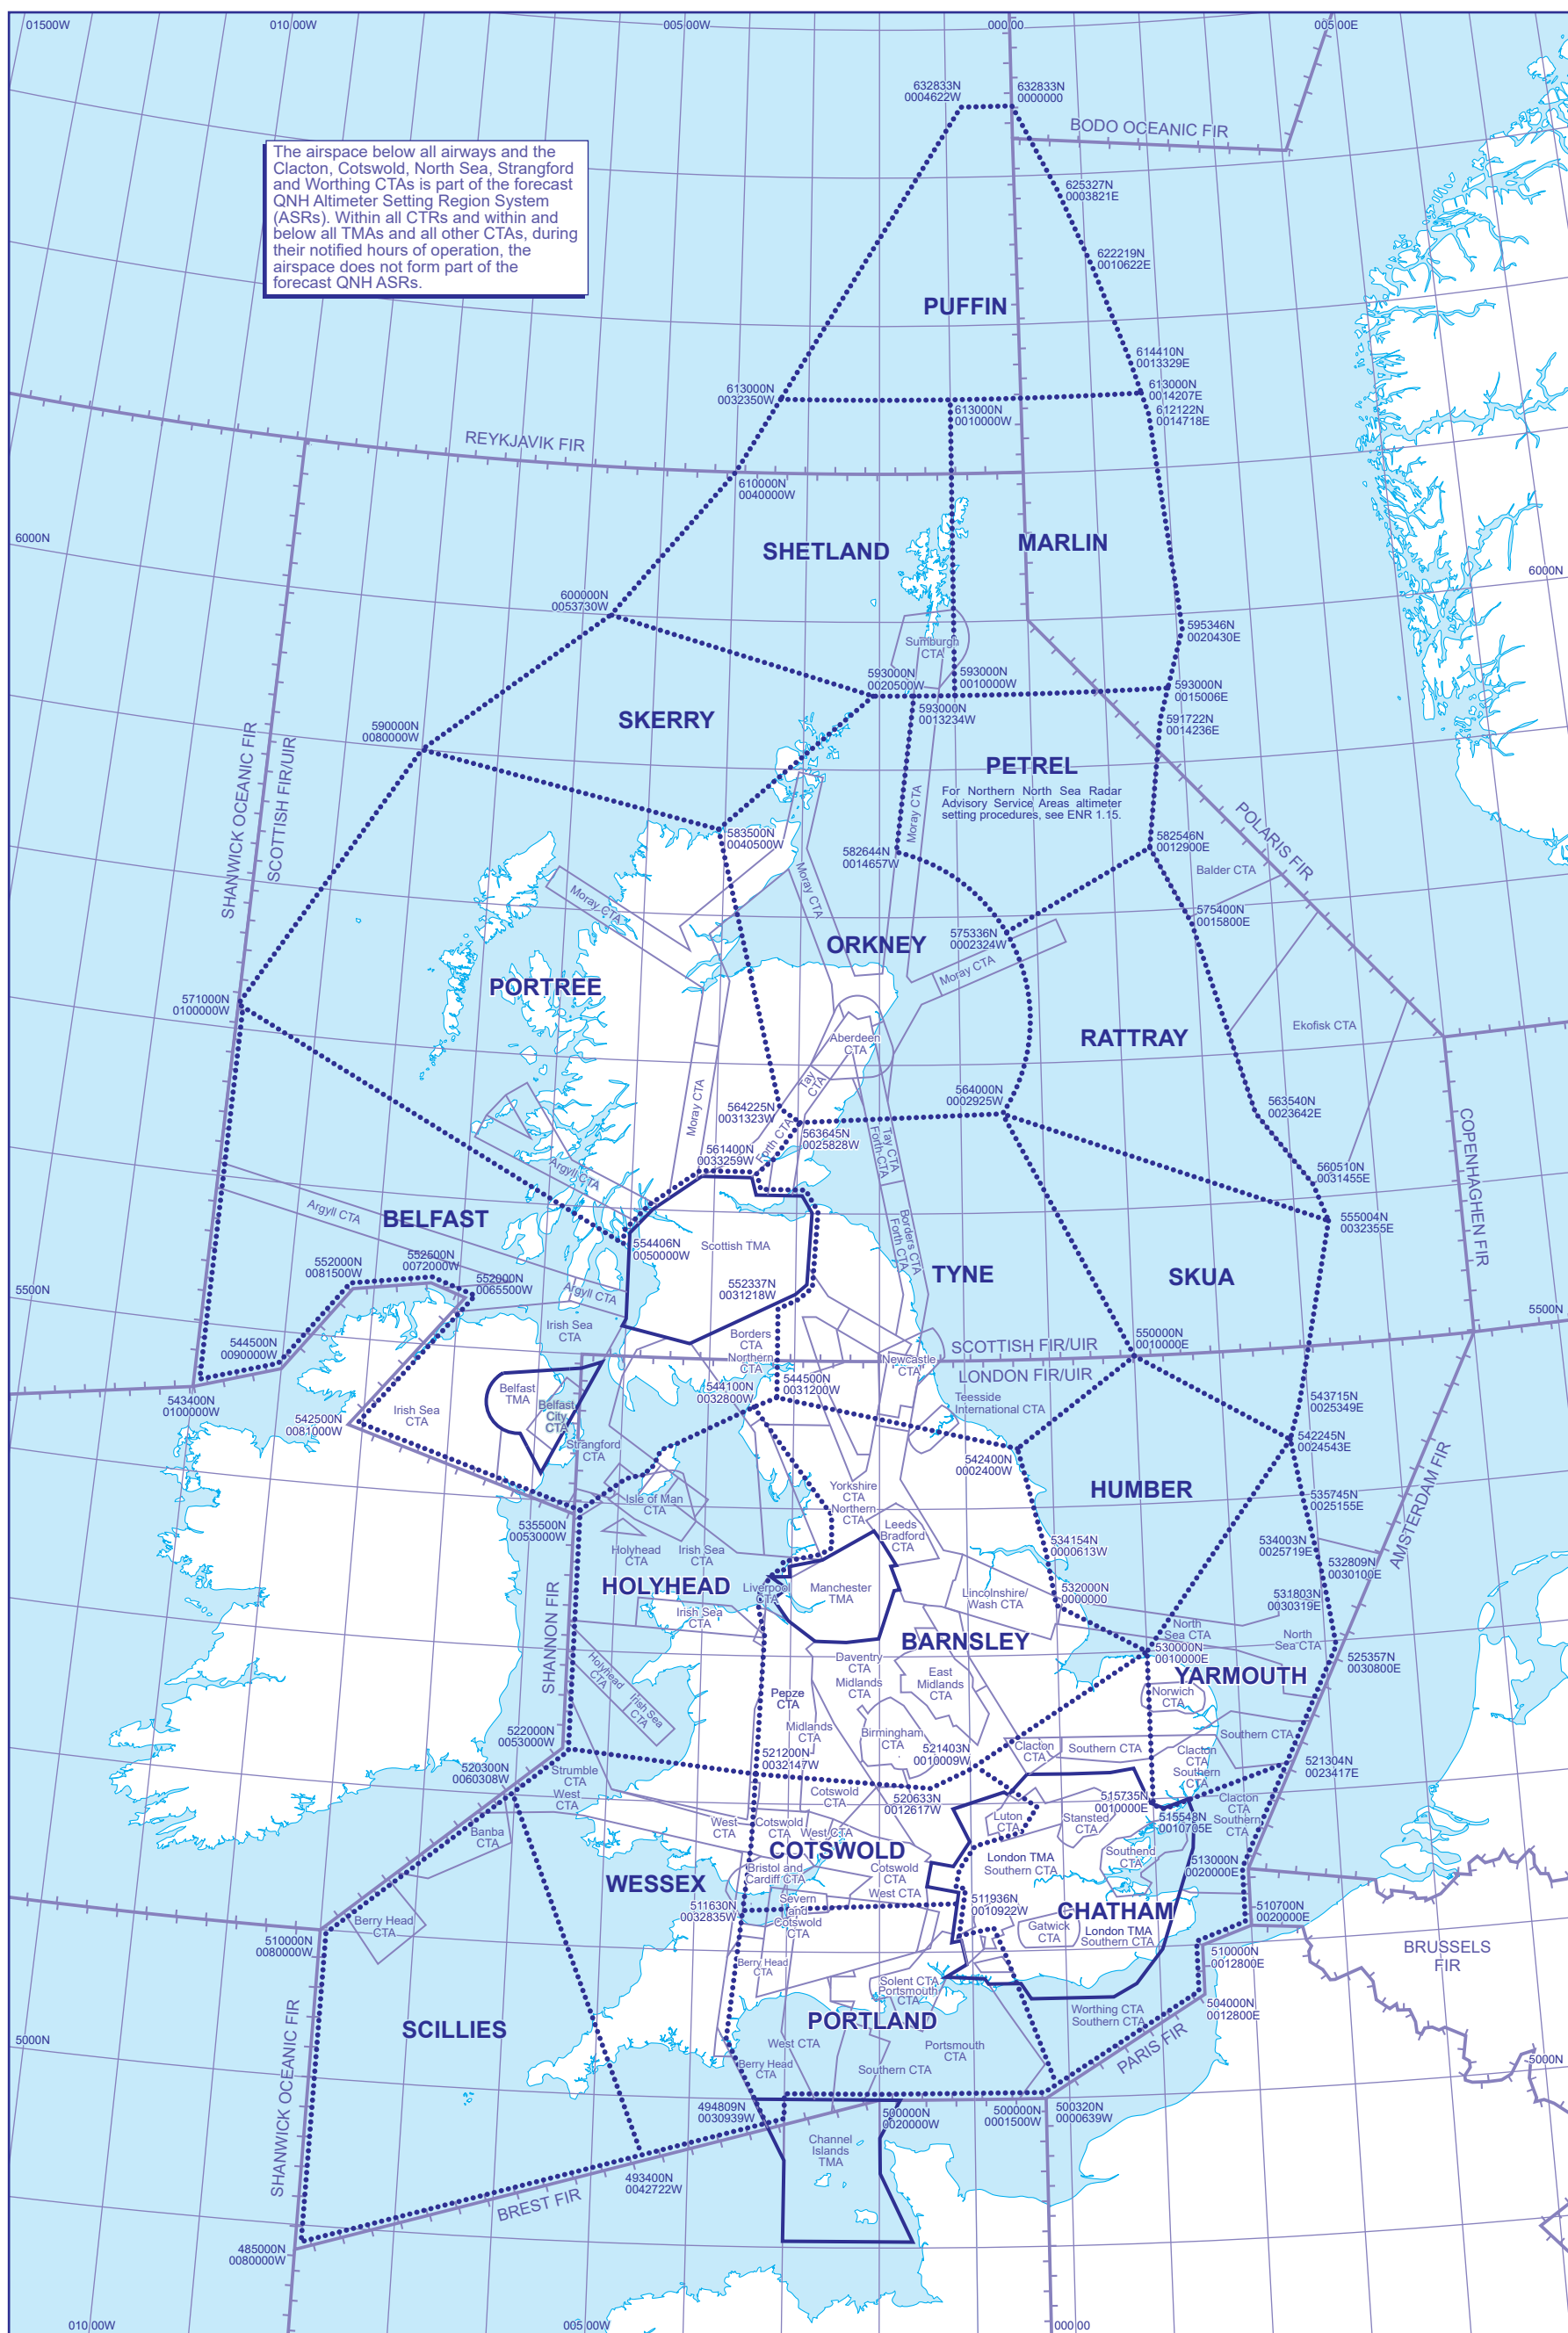 01500W
010 00W
005 00W
000 00
005 00E
632833N
0004622W
632833N
0000000
BODO OCEANIC FIR
The airspace below all airways and the
Clacton, Cotswold, North Sea, Strangford
and Worthing CTAs is part of the forecast
QNH Altimeter Setting Region System
(ASRs). Within all CTRs and within and
below all TMAs and all other CTAs, during
their notified hours of operation, the
airspace does not form part of the
forecast QNH ASRs.
625327N
0003821E
622219N
0010622E
PUFFIN
614410N
0013329E
613000N
0032350W
613000N
0014207E
613000N
0010000W
612122N
0014718E
REYKJAVIK FIR
610000N
0040000W
6000N
SHETLAND
MARLIN
6000N
600000N
0053730W
595346N
0020430E
Sumburgh
CTA
593000N
0020500W
593000N
0010000W
593000N
0015006E
593000N
0013234W
SKERRY
591722N
0014236E
590000N
0080000W
SHANWICK OCEANIC FIR
SCOTTISH FIR/UIR
PETREL
For Northern North Sea Radar
Advisory Service Areas altimeter
setting procedures, see ENR 1.15.
Moray CTA
583500N
0040500W
582644N
0014657W
582546N
0012900E
POLARIS FIR
Balder CTA
Moray CTA
Moray CTA
575400N
0015800E
ORKNEY
575336N
0002324W
Moray CTA
PORTREE
571000N
0100000W
RATTRAY
Ekofisk CTA
Aberdeen
CTA
Tay
CTA
Moray CTA
564225N
0031323W
564000N
0002925W
563540N
0023642E
COPENHAGHEN FIR
563645N
0025828W
Forth CTA
Tay CTA
Forth CTA
561400N
0033259W
Argyll CTA
560510N
0031455E
Argyll CTA
BELFAST
555004N
0032355E
554406N
0050000W
Scottish TMA
Borders CTA
Forth CTA
552000N
0081500W
552500N
0072000W
552000N
0065500W
552337N
0031218W
TYNE
SKUA
5500N
Argyll CTA
Irish Sea
CTA
5500N
544500N
0090000W
Borders
CTA
Northern
CTA
SCOTTISH FIR/UIR
550000N
0010000E
Newcastle
CTA
LONDON FIR/UIR
543400N
0100000W
Belfast
TMA
Belfast
City
CTA
544100N
0032800W
544500N
0031200W
Teesside
International CTA
543715N
0025349E
542500N
0081000W
Irish Sea
CTA
Strangford
CTA
542400N
0002400W
542245N
0024543E
HUMBER
Yorkshire
CTA
Northern
CTA
535745N
0025155E
AMSTERDAM FIR
Isle of Man
CTA
535500N
0053000W
Leeds
Bradford
CTA
534154N
0000613W
534003N
0025719E
Holyhead
CTA
Irish Sea
CTA
532809N
0030100E
HOLYHEAD
Liverpool
CTA
Manchester
TMA
Lincolnshire/
Wash CTA
532000N
0000000
531803N
0030319E
Irish Sea
CTA
North
Sea CTA
North
Sea CTA
SHANNON FIR
BARNSLEY
530000N
0010000E
525357N
0030800E
Holyhead
CTA
Irish Sea
CTA
Daventry
CTA
Midlands
CTA
East
Midlands
CTA
YARMOUTH
Norwich
CTA
Pepze
CTA
Midlands
CTA
Birmingham
CTA
Southern CTA
522000N
0053000W
521200N
0032147W
521403N
0010009W
Clacton
CTA
Southern CTA
Clacton
CTA
Southern
CTA
521304N
0023417E
520300N
0060308W
Strumble
CTA
West
CTA
Cotswold
CTA
520633N
0012617W
515735N
0010000E
Clacton
CTA
Southern
CTA
Banba
CTA
West
CTA
Cotswold
CTA
West CTA
Luton
CTA
Stansted
CTA
515548N
0010705E
COTSWOLD
London TMA
Southern CTA
Southend
CTA
513000N
0020000E
Bristol and
Cardiff CTA
Cotswold
CTA
West CTA
WESSEX
Severn
and
Cotswold
CTA
511630N
0032835W
511936N
0010922W
CHATHAM
510700N
0020000E
Berry Head
CTA
510000N
0080000W
Gatwick
CTA
London TMA
Southern CTA
510000N
0012800E
BRUSSELS
FIR
Berry Head
CTA
Solent CTA
Portsmouth
CTA
504000N
0012800E
Worthing CTA
Southern CTA
SHANWICK OCEANIC FIR
SCILLIES
PORTLAND
5000N
West CTA
Portsmouth
CTA
PARIS FIR
5000N
Berry Head
CTA
Southern CTA
494809N
0030939W
500000N
0020000W
500000N
0001500W
500320N
0000639W
Channel
Islands
TMA
493400N
0042722W
BREST FIR
485000N
0080000W
010 00W
005 00W
000 00